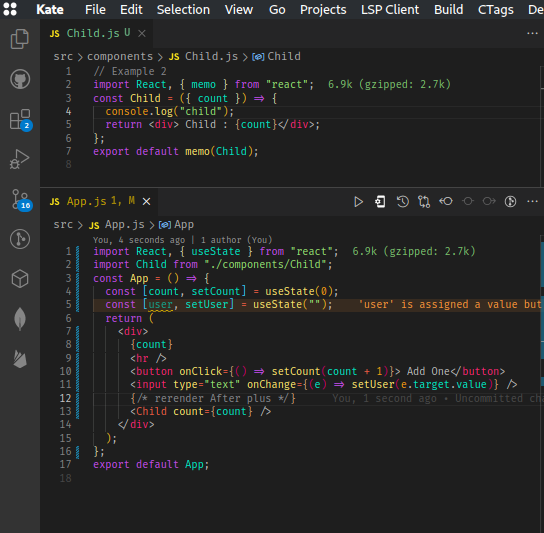 Kate File Edit Selection View Go Projects LSP Client Build CTags De
JS Child.js U ×
src > components > JS Child.js > Child
1 // Example 2
2 import React, { memo } from "react"; 6.9k (gzipped: 2.7k)
3 const Child = ({ count }) => {
4 console.log("child");
5 return <div> Child : {count}</div>;
6 };
7 export default memo(Child);
8
JS App.js 1, M ×
src > JS App.js > App
You, 4 seconds ago | 1 author (You)
1 import React, { useState } from "react"; 6.9k (gzipped: 2.7k)
2 import Child from "./components/Child";
3 const App = () => {
4 const [count, setCount] = useState(0);
5 const [user, setUser] = useState(""); 'user' is assigned a value but
6 return (
7 <div>
8 {count}
9 <hr />
10 <button onClick={() => setCount(count + 1)}> Add One</button>
11 <input type="text" onChange={(e) => setUser(e.target.value)} />
12 {/* rerender After plus */} You, 1 second ago • Uncommitted cha
13 <Child count={count} />
14 </div>
15 );
16 };
17 export default App;
18
2
16